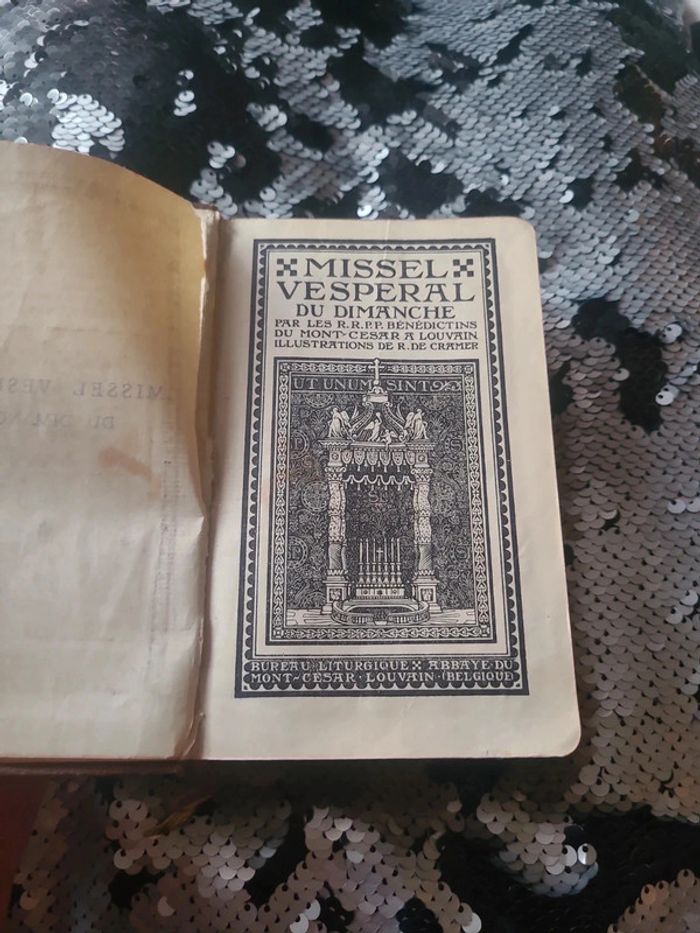 MISSEL
VESPERAL
DU DIMANCHE
PAR LES R.R.P.P. BÉNÉDICTINS
DU MONT-CESAR A LOUVAIN
ILLUSTRATIONS DE R. DE CRAMER
UT UNUM SINT
BUREAU LITURGIQUE ABBAYE DU
MONT-CESAR · LOUVAIN · (BELGIQUE)